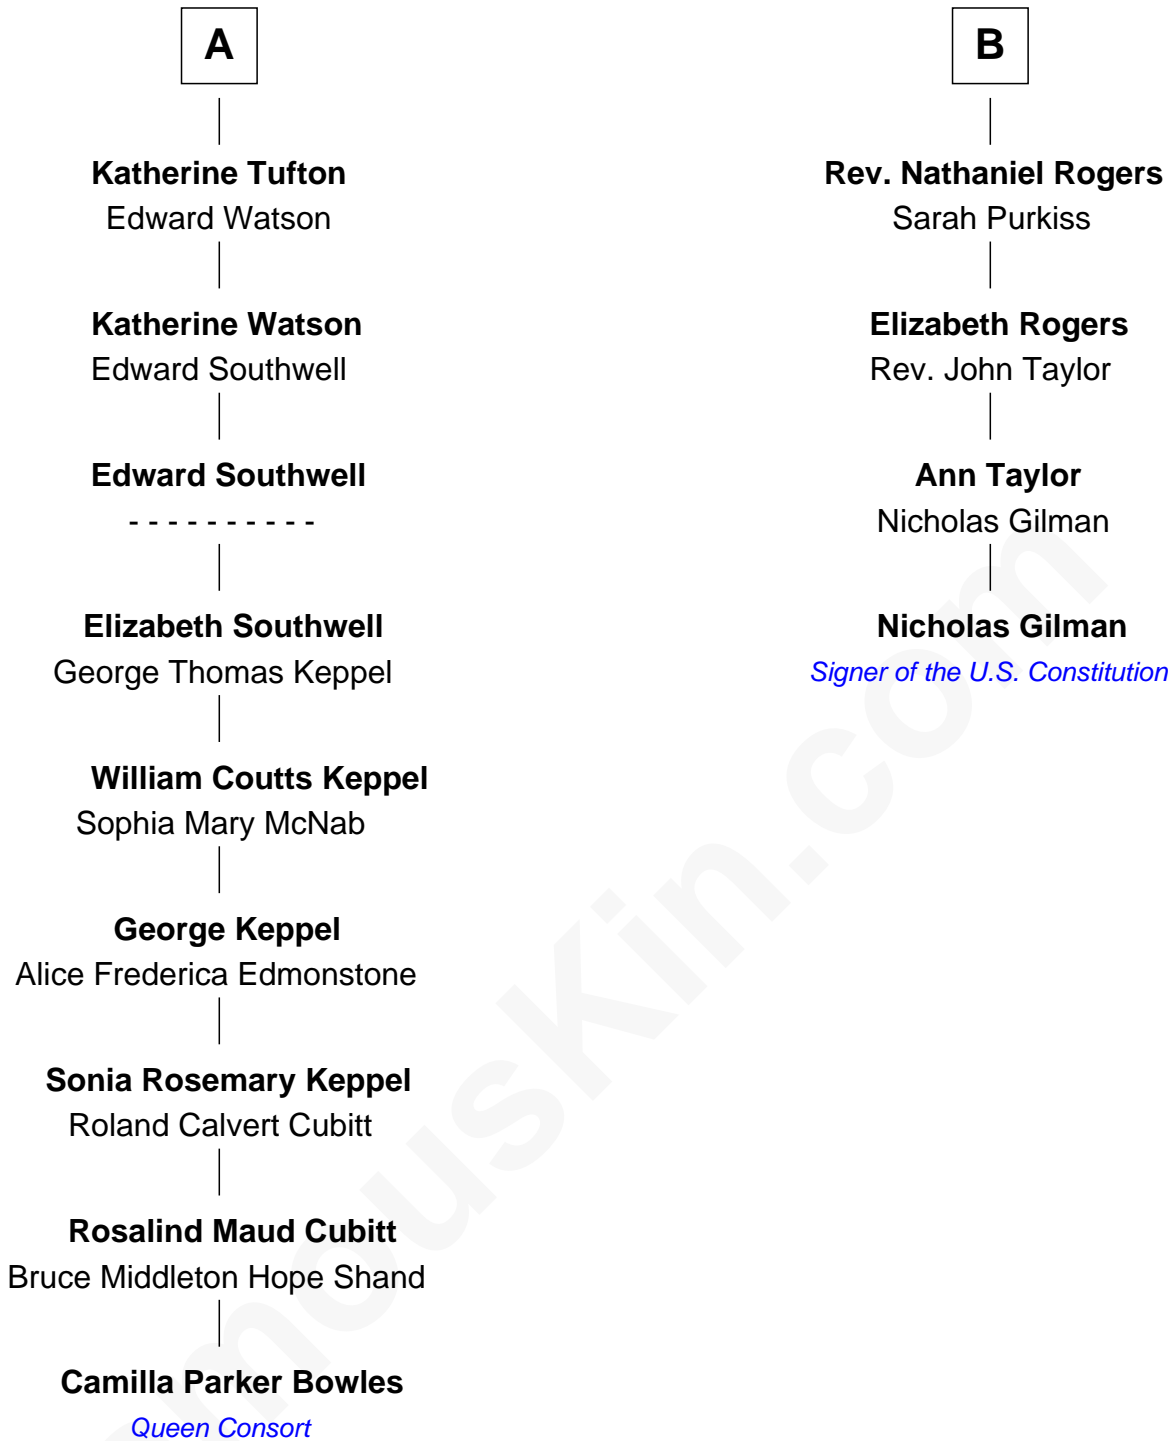 A
Katherine Tufton
Edward Watson
Katherine Watson
Edward Southwell
Edward Southwell
- - - - - - - - - -
Elizabeth Southwell
George Thomas Keppel
William Coutts Keppel
Sophia Mary McNab
George Keppel
Alice Frederica Edmonstone
Sonia Rosemary Keppel
Roland Calvert Cubitt
Rosalind Maud Cubitt
Bruce Middleton Hope Shand
Camilla Parker Bowles
Queen Consort
B
Rev. Nathaniel Rogers
Sarah Purkiss
Elizabeth Rogers
Rev. John Taylor
Ann Taylor
Nicholas Gilman
Nicholas Gilman
Signer of the U.S. Constitution
mousKin.com